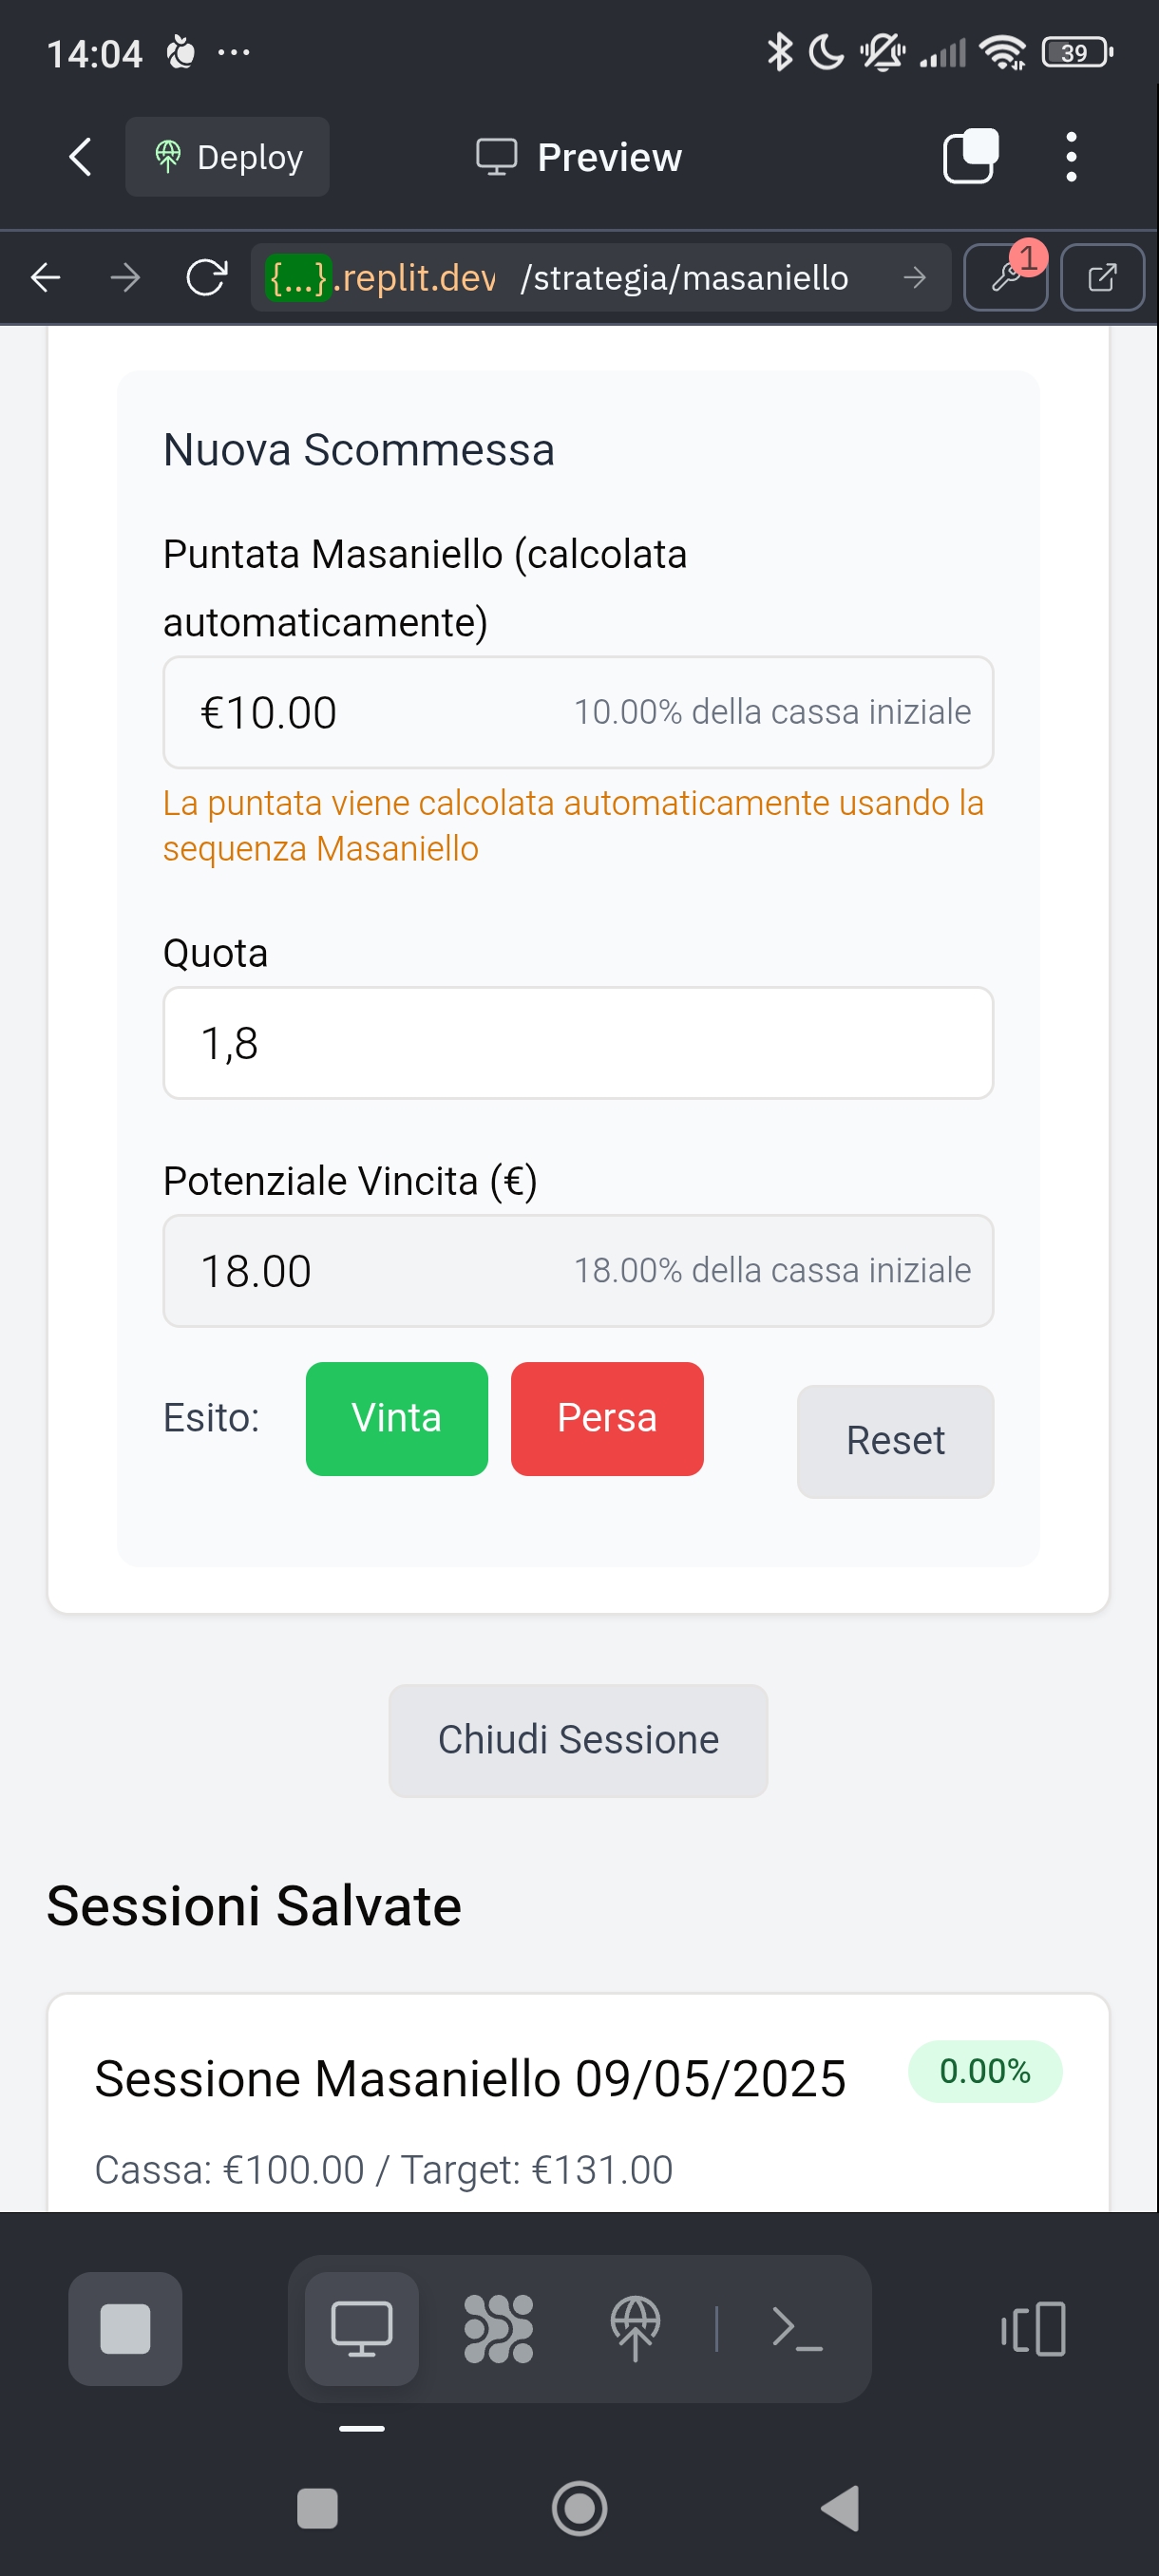 14:04
39
Deploy
Preview
{...}.replit.dev /strategia/masaniello
1
Nuova Scommessa
Puntata Masaniello (calcolata
automaticamente)
€10.00 10.00% della cassa iniziale
La puntata viene calcolata automaticamente usando la
sequenza Masaniello
Quota
1,8
Potenziale Vincita (€)
18.00 18.00% della cassa iniziale
Esito: Vinta Persa Reset
Chiudi Sessione
Sessioni Salvate
Sessione Masaniello 09/05/2025 0.00%
Cassa: €100.00 / Target: €131.00